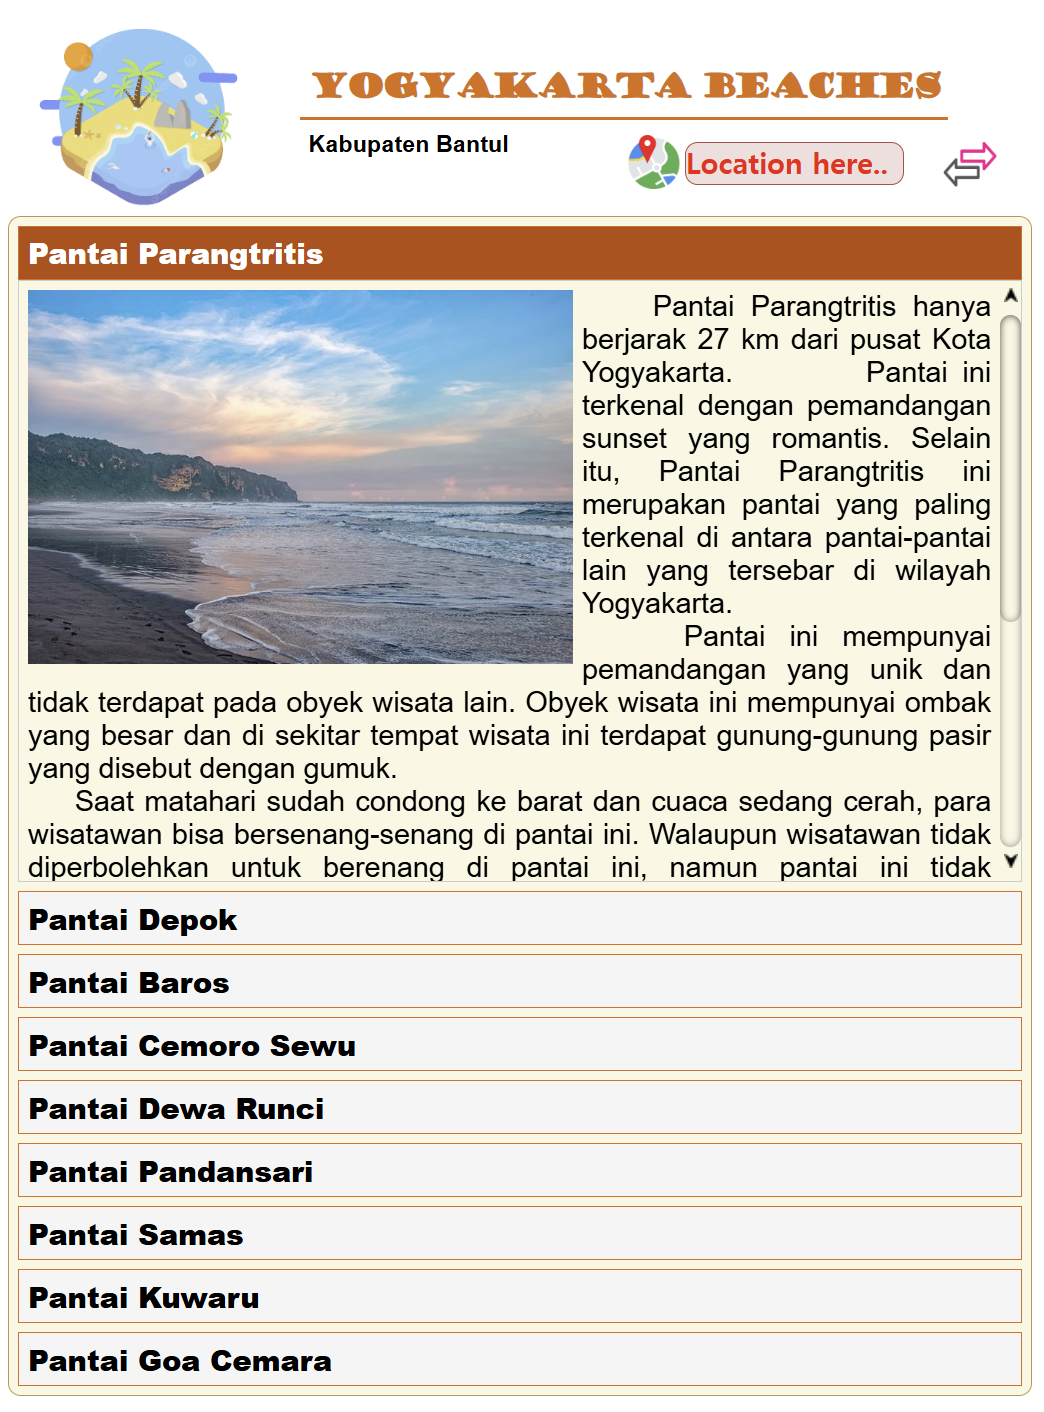 YOGYAKARTA BEACHES
Kabupaten Bantul
Location here..
Pantai Parangtritis
Pantai Parangtritis hanya
berjarak 27 km dari pusat Kota
Yogyakarta. Pantai ini
terkenal dengan pemandangan
sunset yang romantis. Selain
itu, Pantai Parangtritis ini
merupakan pantai yang paling
terkenal di antara pantai-pantai
lain yang tersebar di wilayah
Yogyakarta.
Pantai ini mempunyai
pemandangan yang unik dan
tidak terdapat pada obyek wisata lain. Obyek wisata ini mempunyai ombak
yang besar dan di sekitar tempat wisata ini terdapat gunung-gunung pasir
yang disebut dengan gumuk.
Saat matahari sudah condong ke barat dan cuaca sedang cerah, para
wisatawan bisa bersenang-senang di pantai ini. Walaupun wisatawan tidak
diperbolehkan untuk berenang di pantai ini, namun pantai ini tidak
Pantai Depok
Pantai Baros
Pantai Cemoro Sewu
Pantai Dewa Runci
Pantai Pandansari
Pantai Samas
Pantai Kuwaru
Pantai Goa Cemara